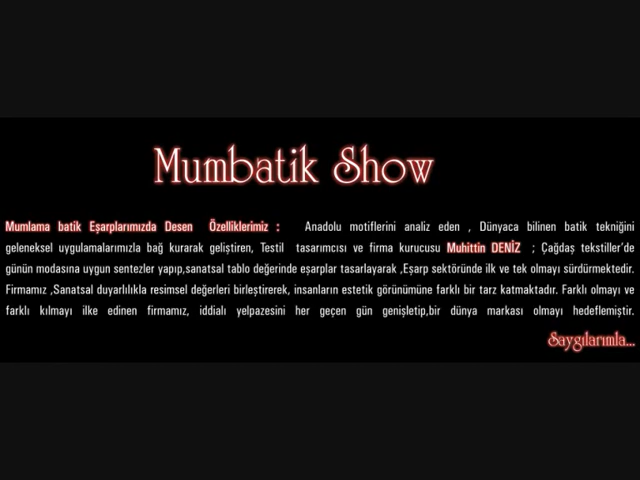 Mumbatik Show
Mumlama batik Eşarplarımızda Desen Özelliklerimiz : Anadolu motiflerini analiz eden , Dünyaca bilinen batik tekniğini
geleneksel uygulamalarımızla bağ kurarak geliştiren, Testil tasarımcısı ve firma kurucusu Muhittin DENİZ ; Çağdaş tekstiller'de
günün modasına uygun sentezler yapıp,sanatsal tablo değerinde eşarplar tasarlayarak ,Eşarp sektöründe ilk ve tek olmayı sürdürmektedir.
Firmamız ,Sanatsal duyarlılıkla resimsel değerleri birleştirerek, insanların estetik görünümüne farklı bir tarz katmaktadır. Farklı olmayı ve
farklı kılmayı ilke edinen firmamız, iddialı yelpazesini her geçen gün genişletip,bir dünya markası olmayı hedeflemiştir.
Saygılarımla...